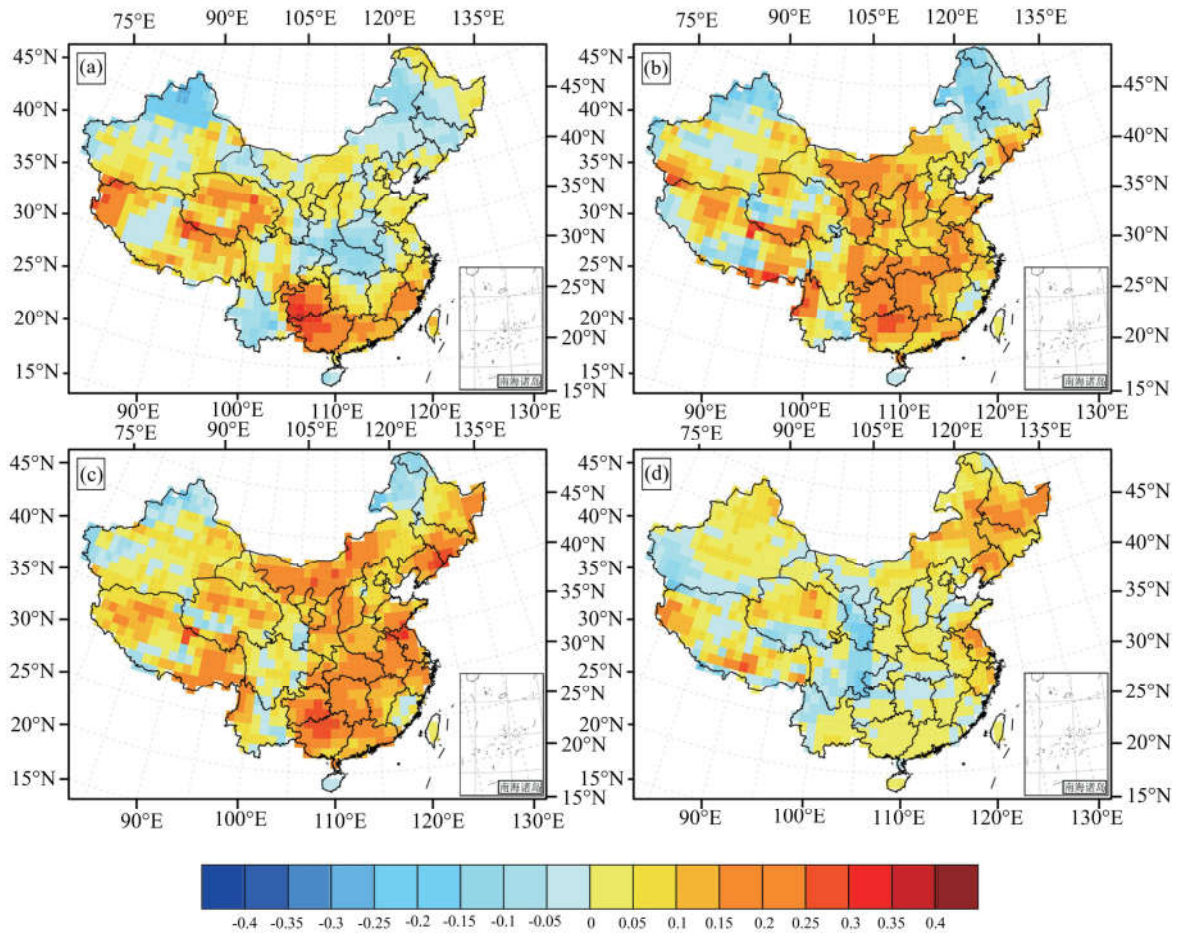 75°E 90°E 105°E 120°E 135°E 75°E 90°E 105°E 120°E 135°E
(a) (b)
45°N 45°N 45°N 45°N
40°N 40°N 40°N 40°N
35°N 35°N 35°N 35°N
30°N 30°N 30°N 30°N
25°N 25°N 25°N 25°N
20°N 20°N 20°N 20°N
15°N 15°N 15°N 15°N
南海诸岛 南海诸岛
90°E 100°E 110°E 120°E 130°E 90°E 100°E 110°E 120°E 130°E
75°E 90°E 105°E 120°E 135°E 75°E 90°E 105°E 120°E 135°E
(c) (d)
45°N 45°N 45°N 45°N
40°N 40°N 40°N 40°N
35°N 35°N 35°N 35°N
30°N 30°N 30°N 30°N
25°N 25°N 25°N 25°N
20°N 20°N 20°N 20°N
15°N 15°N 15°N 15°N
南海诸岛 南海诸岛
90°E 100°E 110°E 120°E 130°E 90°E 100°E 110°E 120°E 130°E
-0.4 -0.35 -0.3 -0.25 -0.2 -0.15 -0.1 -0.05 0 0.05 0.1 0.15 0.2 0.25 0.3 0.35 0.4